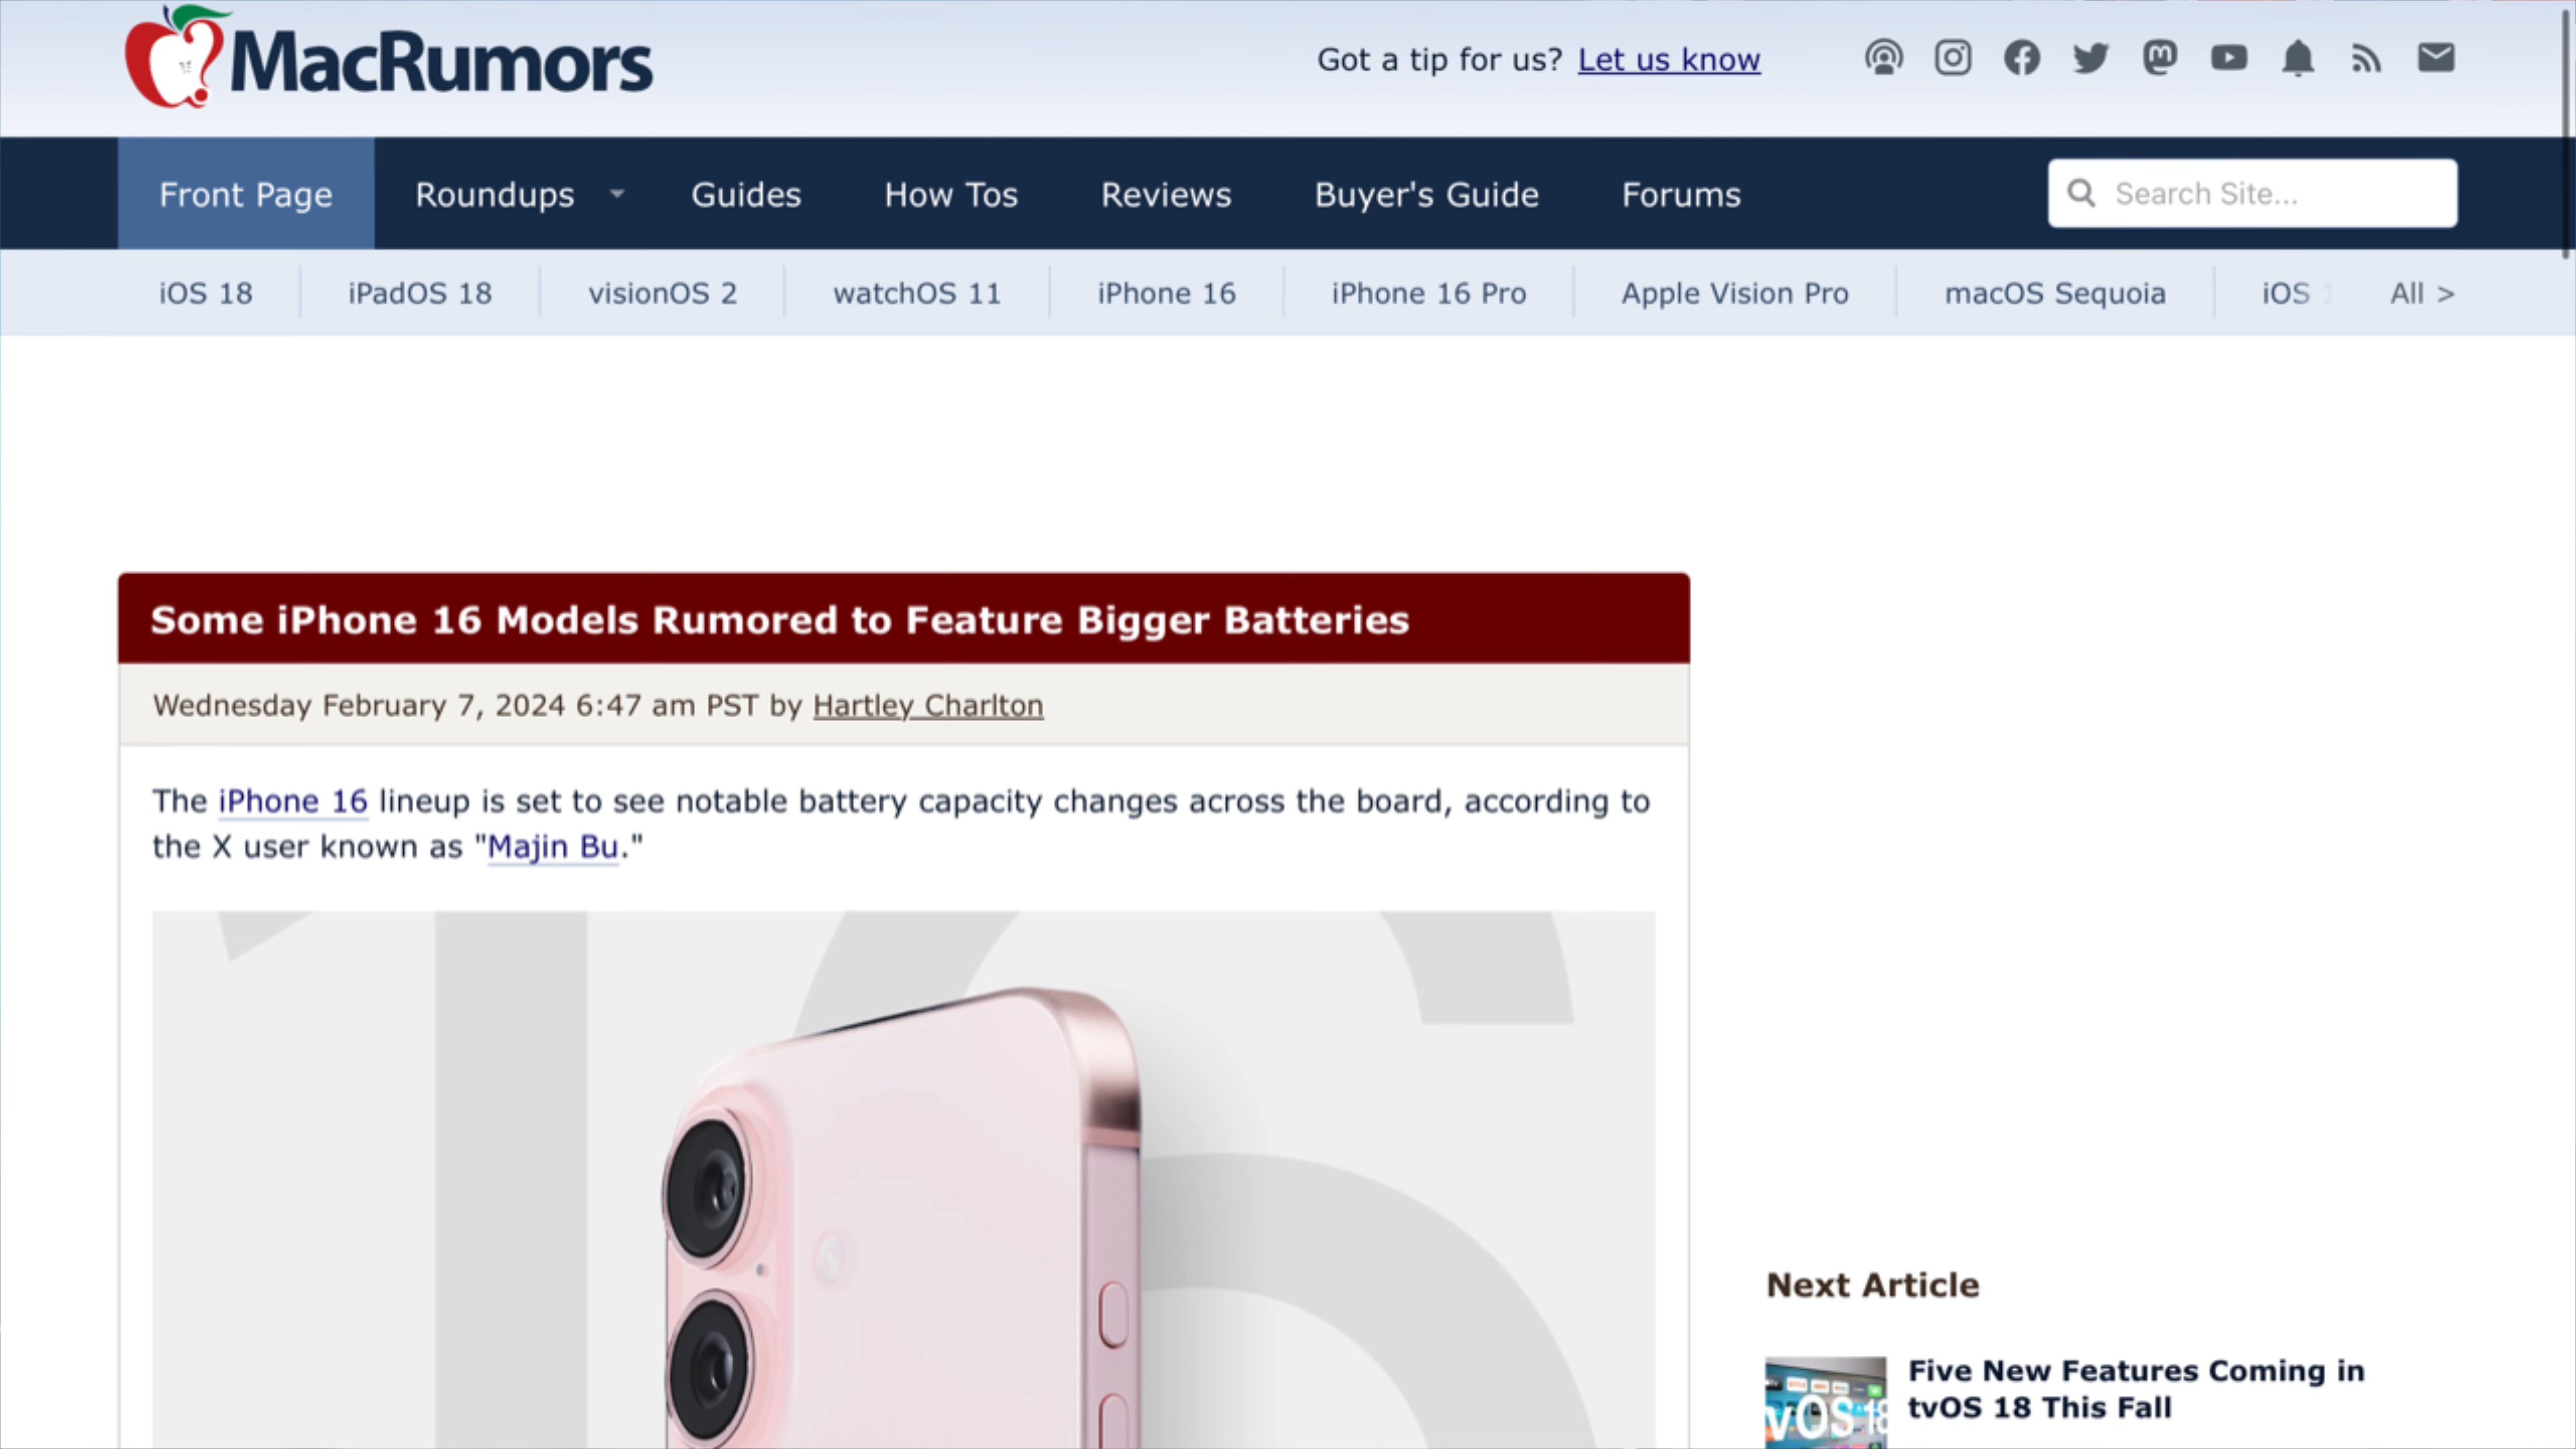 MacRumors
Got a tip for us? Let us know
Front Page
Roundups
Guides
How Tos
Reviews
Buyer's Guide
Forums
Search Site...
iOS 18
iPadOS 18
visionOS 2
watchOS 11
iPhone 16
iPhone 16 Pro
Apple Vision Pro
macOS Sequoia
iOS
All >
Some iPhone 16 Models Rumored to Feature Bigger Batteries
Wednesday February 7, 2024 6:47 am PST by Hartley Charlton
The iPhone 16 lineup is set to see notable battery capacity changes across the board, according to
the X user known as "Majin Bu."
16
Next Article
Five New Features Coming in
tvOS 18 This Fall
vOS 18